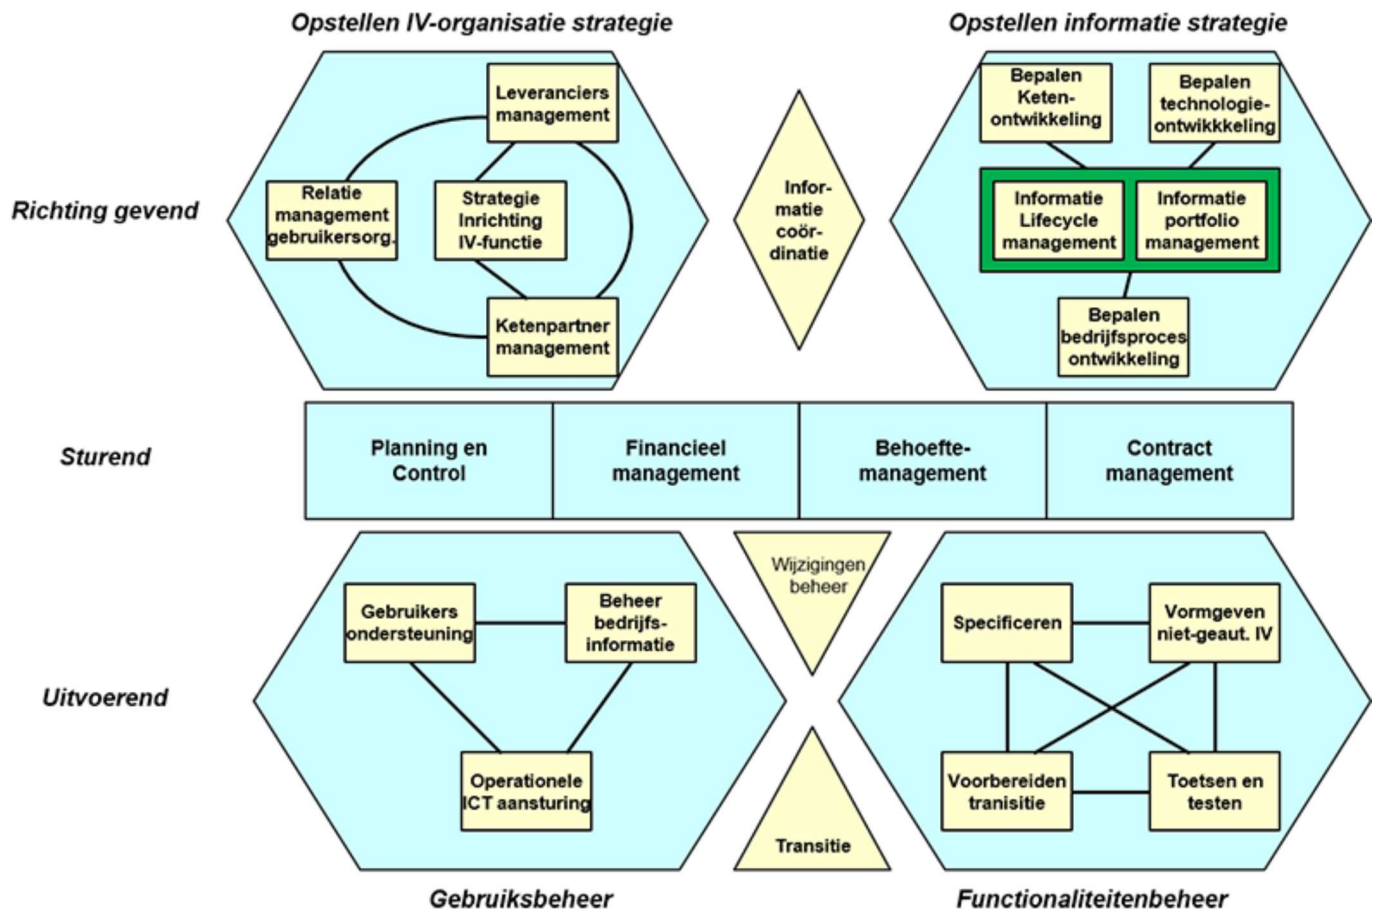 Opstellen IV-organisatie strategie
Opstellen informatie strategie
Richting gevend
Leveranciers
management
Relatie
management
gebruikersorg.
Strategie
Inrichting
IV-functie
Ketenpartner
management
Infor-
matie
coör-
dinatie
Bepalen
Keten-
ontwikkeling
Bepalen
technologie-
ontwikkkeling
Informatie
Lifecycle
management
Informatie
portfolio
management
Bepalen
bedrijfsproces
ontwikkeling
Sturend
Planning en
Control
Financieel
management
Behoefte-
management
Contract
management
Uitvoerend
Gebruikers
ondersteuning
Beheer
bedrijfs-
informatie
Operationele
ICT aansturing
Wijzigingen
beheer
Transitie
Specificeren
Vormgeven
niet-geaut. IV
Voorbereiden
tranisitie
Toetsen en
testen
Gebruiksbeheer
Functionaliteitenbeheer